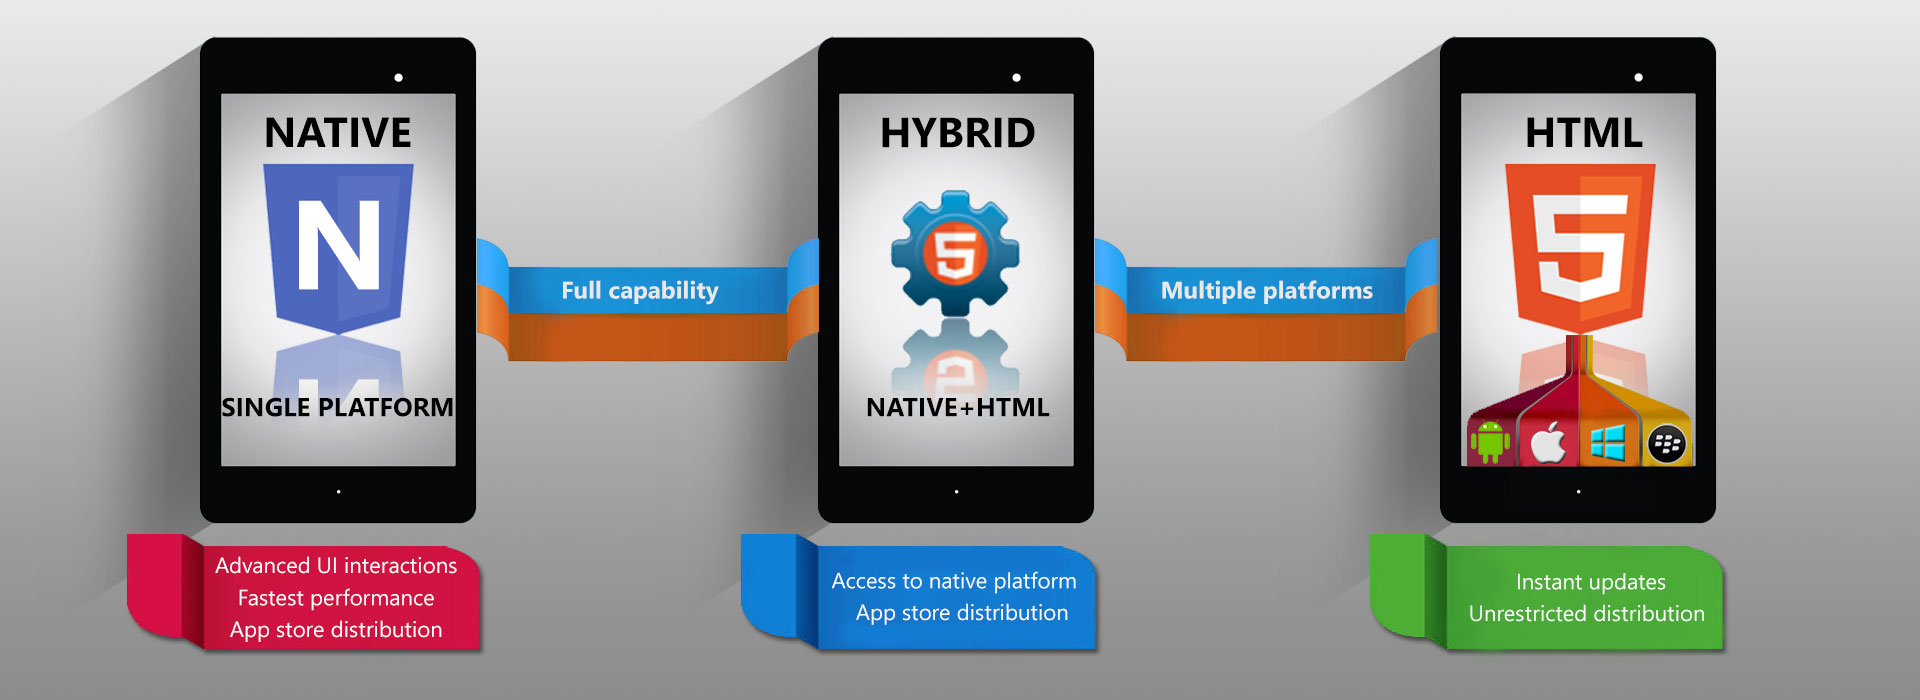 NATIVE
N
SINGLE PLATFORM
Advanced UI interactions
Fastest performance
App store distribution
Full capability
HYBRID
5
NATIVE+HTML
Access to native platform
App store distribution
Multiple platforms
HTML
5
Instant updates
Unrestricted distribution